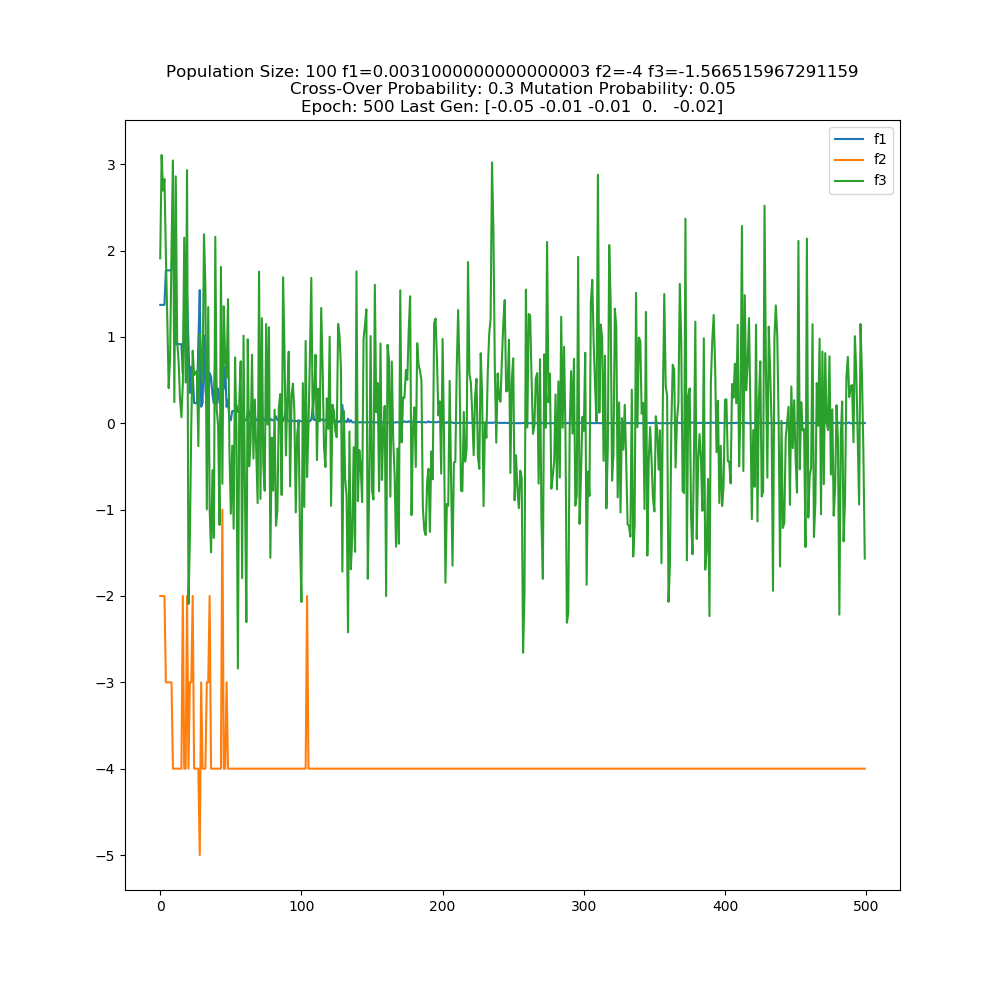 Population Size: 100 f1=0.0031000000000000003 f2=-4 f3=-1.566515967291159
Cross-Over Probability: 0.3 Mutation Probability: 0.05
Epoch: 500 Last Gen: [-0.05 -0.01 -0.01  0.   -0.02]
f1
f2
f3
3
2
1
0
−1
−2
−3
−4
−5
0
100
200
300
400
500